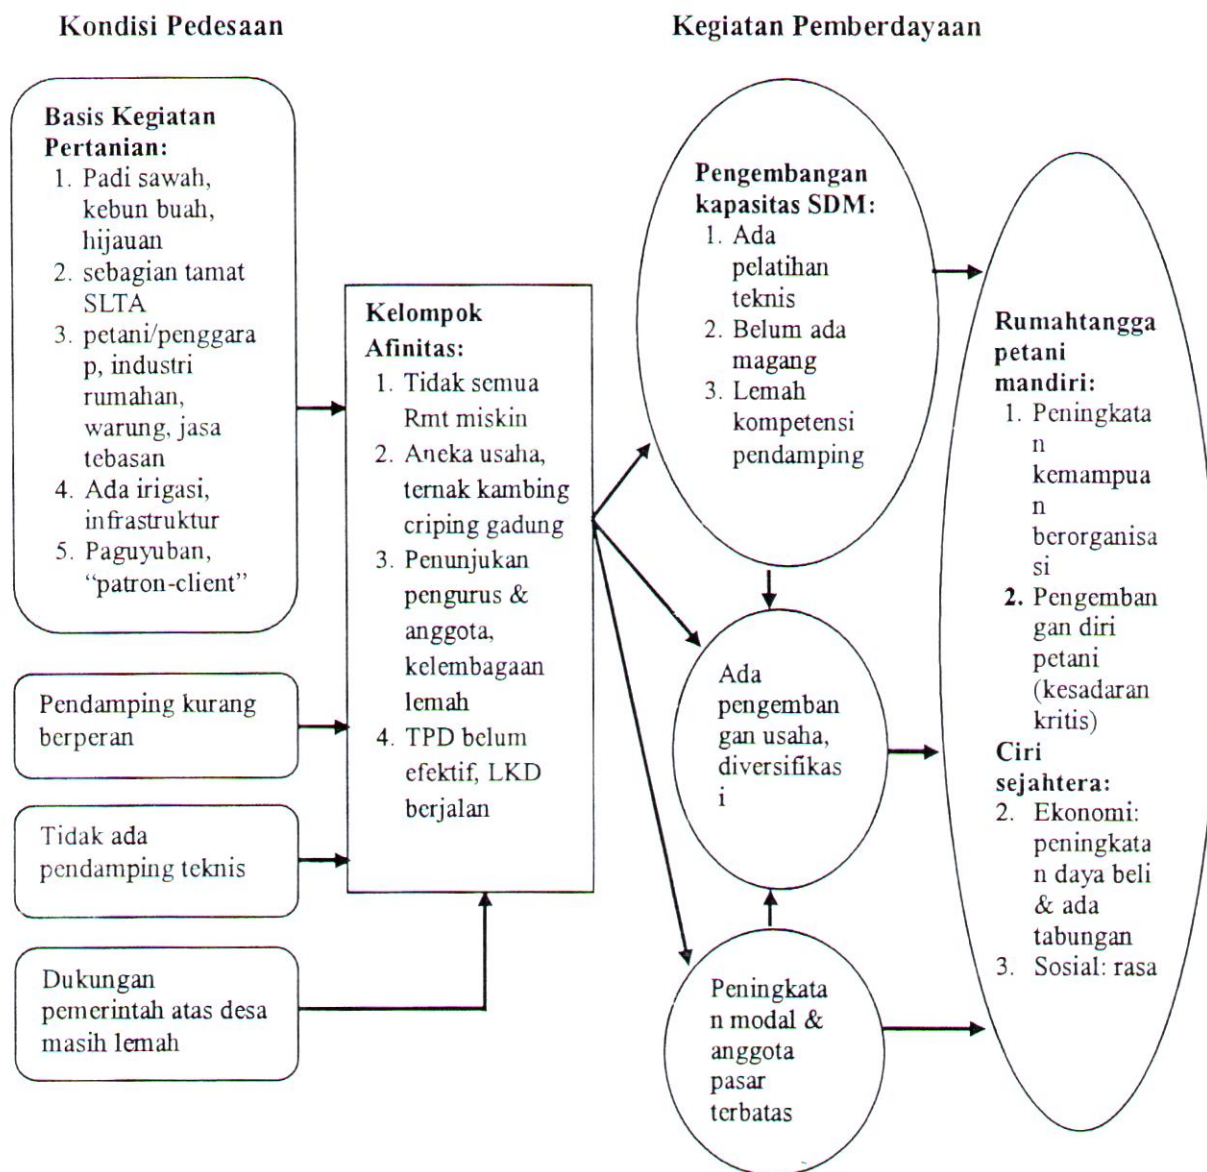 Kondisi Pedesaan
Kegiatan Pemberdayaan
Basis Kegiatan
Pertanian:
1. Padi sawah,
kebun buah,
hijauan
2. sebagian tamat
SLTA
3. petani/penggara
p, industri
rumahan,
warung, jasa
tebasan
4. Ada irigasi,
infrastruktur
5. Paguyuban,
“patron-client”
Pendamping kurang
berperan
Tidak ada
pendamping teknis
Dukungan
pemerintah atas desa
masih lemah
Kelompok
Afinitas:
1. Tidak semua
Rmt miskin
2. Aneka usaha,
ternak kambing
criping gadung
3. Penunjukan
pengurus &
anggota,
kelembagaan
lemah
4. TPD belum
efektif, LKD
berjalan
Pengembangan
kapasitas SDM:
1. Ada
pelatihan
teknis
2. Belum ada
magang
3. Lemah
kompetensi
pendamping
Ada
pengemban
gan usaha,
diversifikas
i
Peningkata
n modal &
anggota
pasar
terbatas
Rumahtangga
petani
mandiri:
1. Peningkata
n
kemampua
n
berorganisa
si
2. Pengemban
gan diri
petani
(kesadaran
kritis)
Ciri
sejahtera:
2. Ekonomi:
peningkata
n daya beli
& ada
tabungan
3. Sosial: rasa